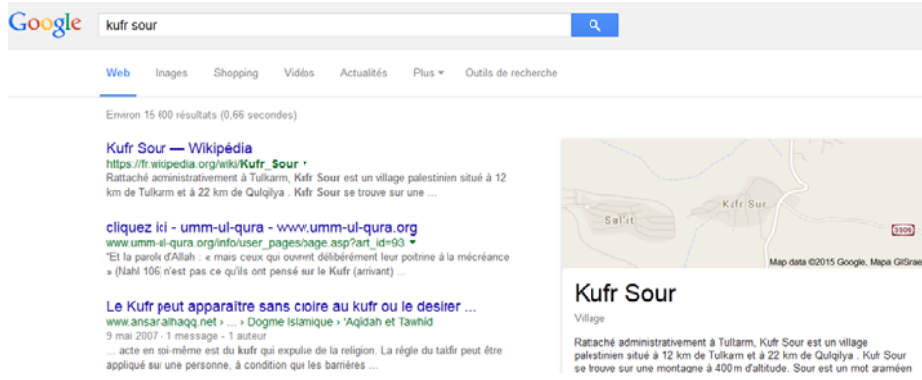 Google kufr sour
Web Images Shopping Vidéos Actualités Plus Outils de recherche
Environ 15 600 résultats (0,66 secondes)
Kufr Sour — Wikipédia
https://fr.wikipedia.org/wiki/Kufr_Sour
Rattaché administrativement à Tulkarm, Kufr Sour est un village palestinien situé à 12
km de Tulkarm et à 22 km de Qulqilya . Kufr Sour se trouve sur une ...
cliquez ici - umm-ul-qura - www.umm-ul-qura.org
www.umm-ul-qura.org/info/user_pages/page.asp?art_id=93
"Et la parole d'Allah : « mais ceux qui ouvrent délibérément leur poitrine à la mécréance
» (Nahl 106) n'est pas ce qu'ils ont pensé sur le Kufr (arrivant) ...
Le Kufr peut apparaître sans croire au kufr ou le desirer ...
www.ansaralhaqq.net › ... › Dogme Islamique › 'Aqidah et Tawhid
9 mai 2007 - 1 message - 1 auteur
... acte en soi-même est du kufr qui expulse de la religion. La règle du takfir peut être
appliqué sur une personne, à condition que les barrières ...
Sal'it
Kafr Sur
5506
Map data ©2015 Google, Mapa GISrael
Kufr Sour
Village
Rattaché administrativement à Tulkarm, Kufr Sour est un village
palestinien situé à 12 km de Tulkarm et à 22 km de Qulqilya . Kufr Sour
se trouve sur une montagne à 400 m d'altitude. Sour est un mot araméen